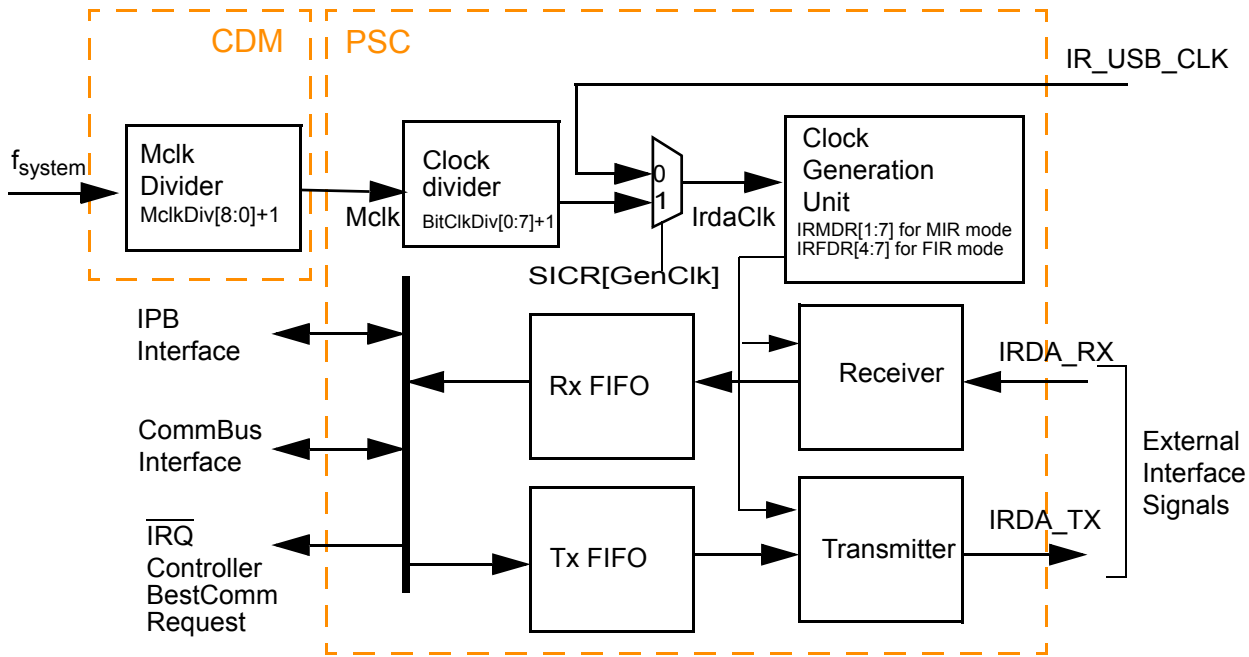 CDM
PSC
IR_USB_CLK
f system
Mclk
Divider
MclkDiv[8:0]+1
Mclk
Clock
divider
BitClkDiv[0:7]+1
0
1
SICR[GenClk]
IrdaClk
Clock
Generation
Unit
IRMDR[1:7] for MIR mode
IRFDR[4:7] for FIR mode
IPB
Interface
CommBus
Interface
IRQ
Controller
BestComm
Request
Rx FIFO
Receiver
IRDA_RX
Tx FIFO
Transmitter
IRDA_TX
External
Interface
Signals